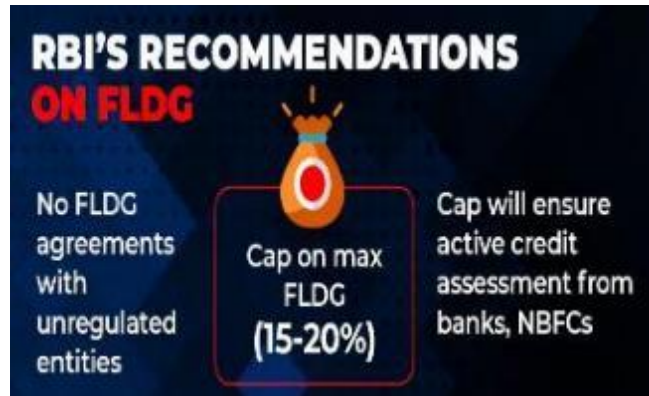 RBI'S RECOMMENDATIONS
ON FLDG
No FLDG
agreements
with
unregulated
entities
Cap on max
FLDG
(15-20%)
Cap will ensure
active credit
assessment from
banks, NBFCs